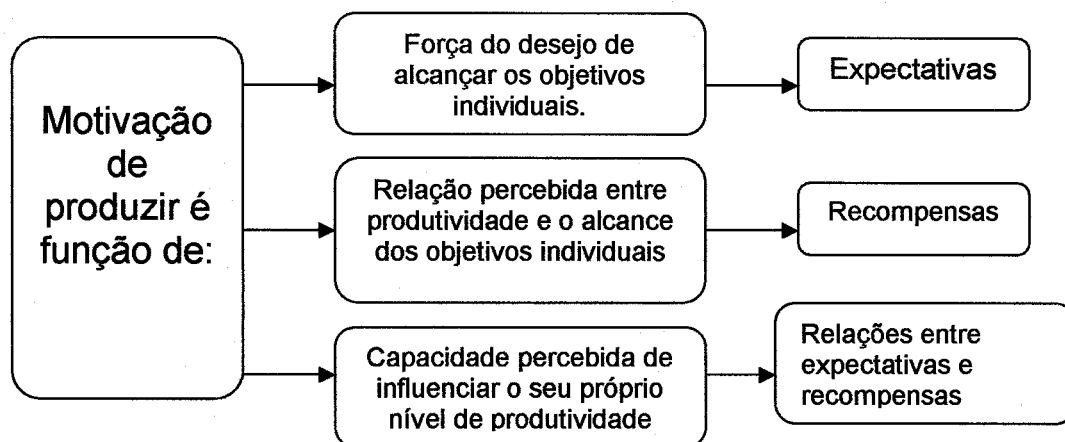 Motivação
de
produzir é
função de:
Força do desejo de
alcançar os objetivos
individuais.
Expectativas
Relação percebida entre
produtividade e o alcance
dos objetivos individuais
Recompensas
Capacidade percebida de
influenciar o seu próprio
nível de produtividade
Relações entre
expectativas e
recompensas